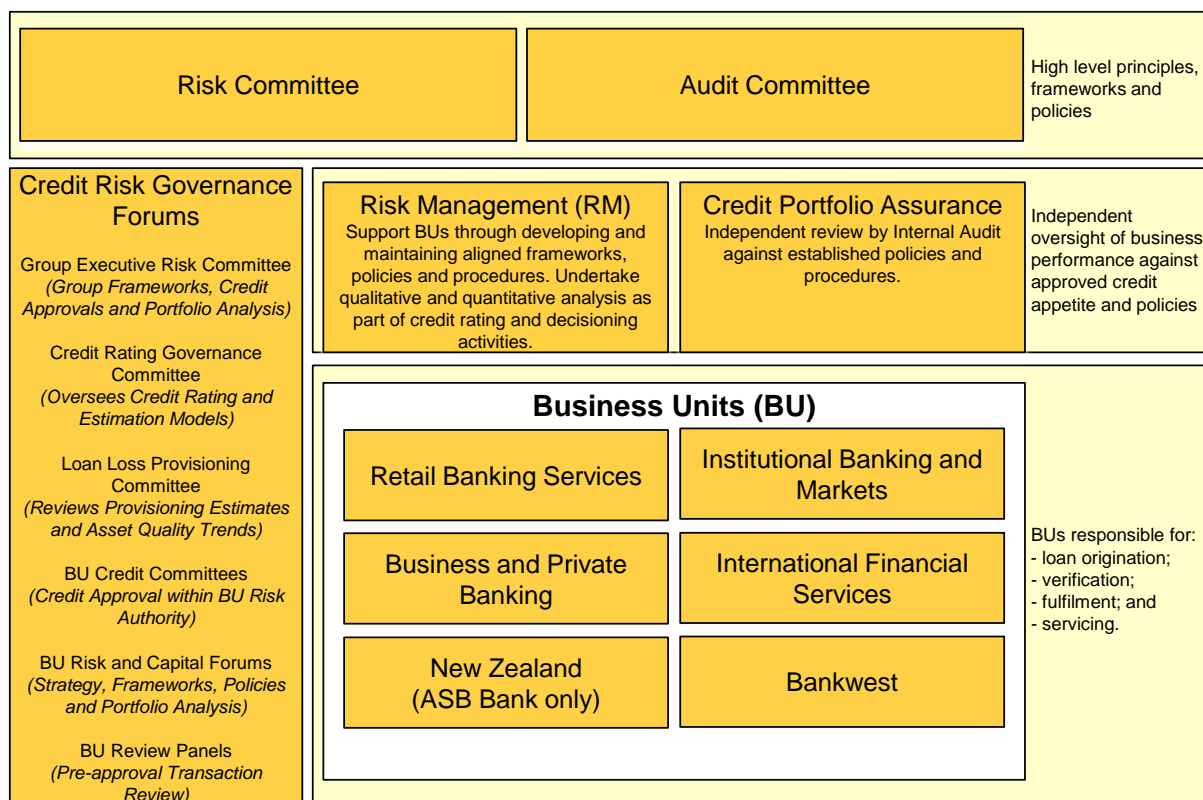 Risk Committee
Audit Committee
High level principles,
frameworks and
policies
Credit Risk Governance
Forums
Group Executive Risk Committee
(Group Frameworks, Credit
Approvals and Portfolio Analysis)
Credit Rating Governance
Committee
(Oversees Credit Rating and
Estimation Models)
Loan Loss Provisioning
Committee
(Reviews Provisioning Estimates
and Asset Quality Trends)
BU Credit Committees
(Credit Approval within BU Risk
Authority)
BU Risk and Capital Forums
(Strategy, Frameworks, Policies
and Portfolio Analysis)
BU Review Panels
(Pre-approval Transaction
Review)
Risk Management (RM)
Support BUs through developing and
maintaining aligned frameworks,
policies and procedures. Undertake
qualitative and quantitative analysis as
part of credit rating and decisioning
activities.
Credit Portfolio Assurance
Independent review by Internal Audit
against established policies and
procedures.
Independent
oversight of business
performance against
approved credit
appetite and policies
Business Units (BU)
Retail Banking Services
Institutional Banking and
Markets
Business and Private
Banking
International Financial
Services
New Zealand
(ASB Bank only)
Bankwest
BUs responsible for:
- loan origination;
- verification;
- fulfilment; and
- servicing.